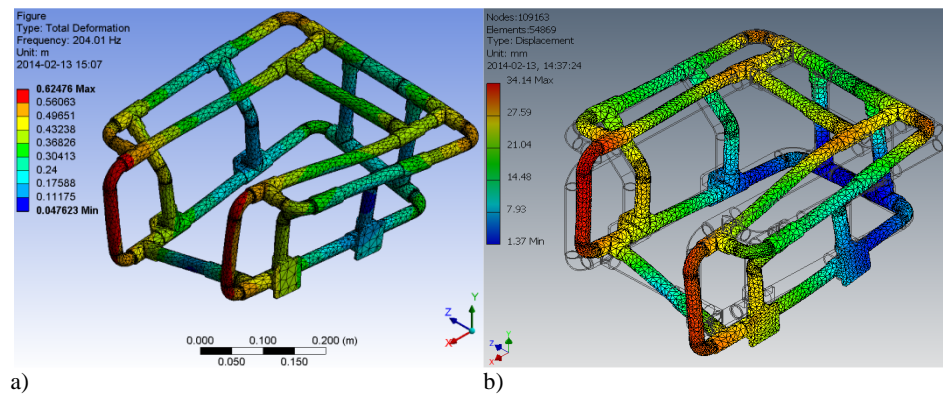 Figure
Type: Total Deformation
Frequency: 204.01 Hz
Unit: m
2014-02-13 15:07
0.62476 Max
0.56063
0.49651
0.43238
0.36826
0.30413
0.24
0.17588
0.11175
0.047623 Min
Y
Z
X
0.000
0.100
0.200 (m)
0.050
0.150
a)
Nodes:109163
Elements:54869
Type: Displacement
Unit: mm
2014-02-13, 14:37:24
34.14 Max
27.59
21.04
14.48
7.93
1.37 Min
Y
Z
X
b)